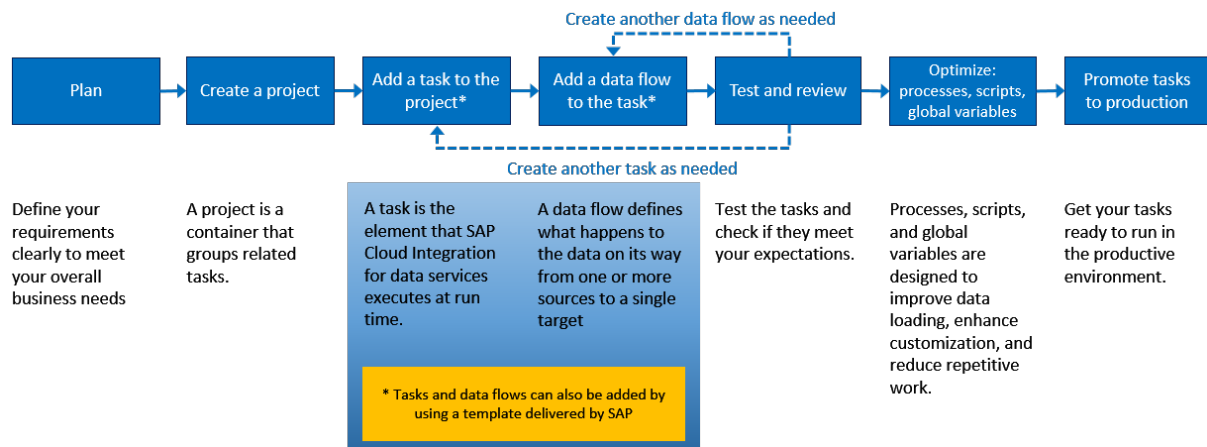 Create another data flow as needed
Plan
Create a project
Add a task to the
project*
Add a data flow
to the task*
Test and review
Optimize:
processes, scripts,
global variables
Promote tasks
to production
Create another task as needed
Define your
requirements
clearly to meet
your overall
business needs
A project is a
container that
groups related
tasks.
A task is the
element that SAP
Cloud Integration
for data services
executes at run
time.
A data flow defines
what happens to
the data on its way
from one or more
sources to a single
target
Test the tasks and
check if they meet
your expectations.
Processes, scripts,
and global
variables are
designed to
improve data
loading, enhance
customization, and
reduce repetitive
work.
Get your tasks
ready to run in
the productive
environment.
* Tasks and data flows can also be added by
using a template delivered by SAP